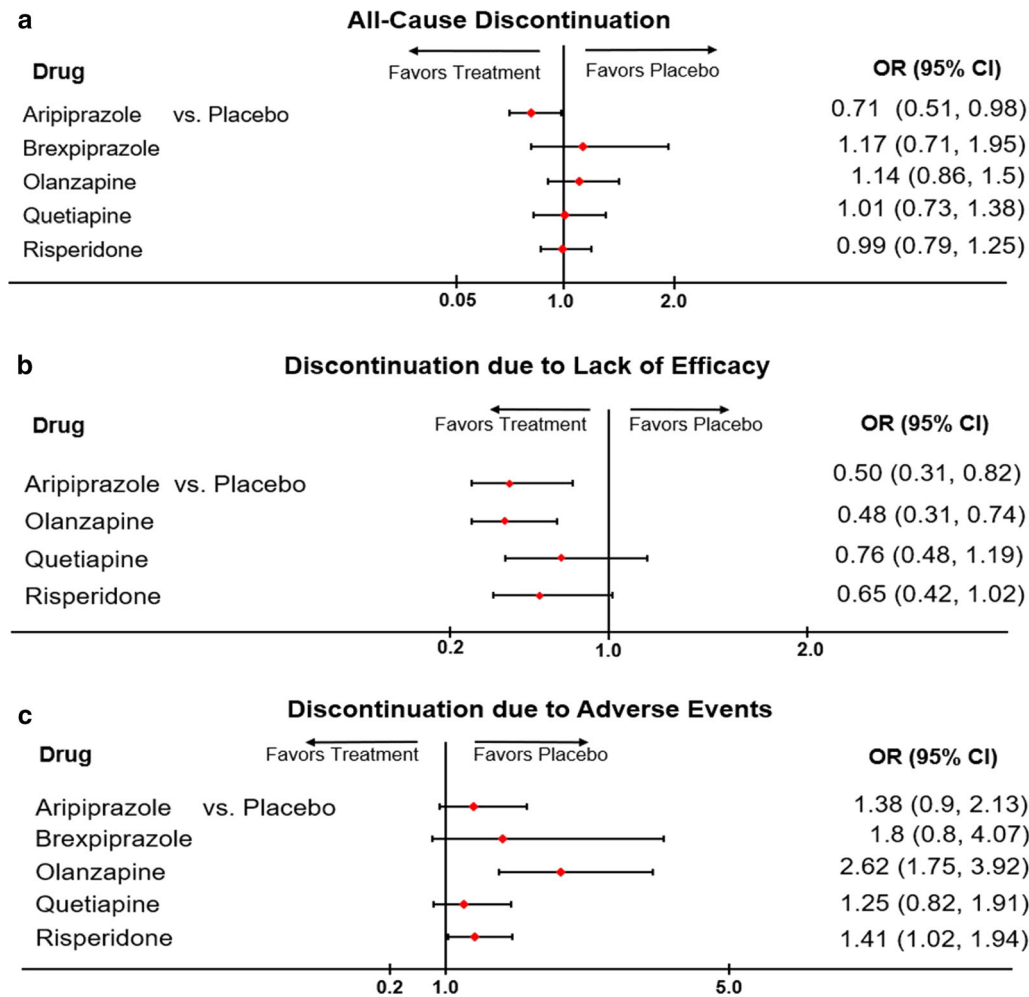 a All-Cause Discontinuation
Favors Treatment Favors Placebo
Drug OR (95% CI)
Aripiprazole vs. Placebo 0.71 (0.51, 0.98)
Brexpiprazole 1.17 (0.71, 1.95)
Olanzapine 1.14 (0.86, 1.5)
Quetiapine 1.01 (0.73, 1.38)
Risperidone 0.99 (0.79, 1.25)
0.05 1.0 2.0
b Discontinuation due to Lack of Efficacy
Drug Favors Treatment Favors Placebo OR (95% CI)
Aripiprazole vs. Placebo 0.50 (0.31, 0.82)
Olanzapine 0.48 (0.31, 0.74)
Quetiapine 0.76 (0.48, 1.19)
Risperidone 0.65 (0.42, 1.02)
0.2 1.0 2.0
c Discontinuation due to Adverse Events
Drug Favors Treatment Favors Placebo OR (95% CI)
Aripiprazole vs. Placebo 1.38 (0.9, 2.13)
Brexpiprazole 1.8 (0.8, 4.07)
Olanzapine 2.62 (1.75, 3.92)
Quetiapine 1.25 (0.82, 1.91)
Risperidone 1.41 (1.02, 1.94)
0.2 1.0 5.0